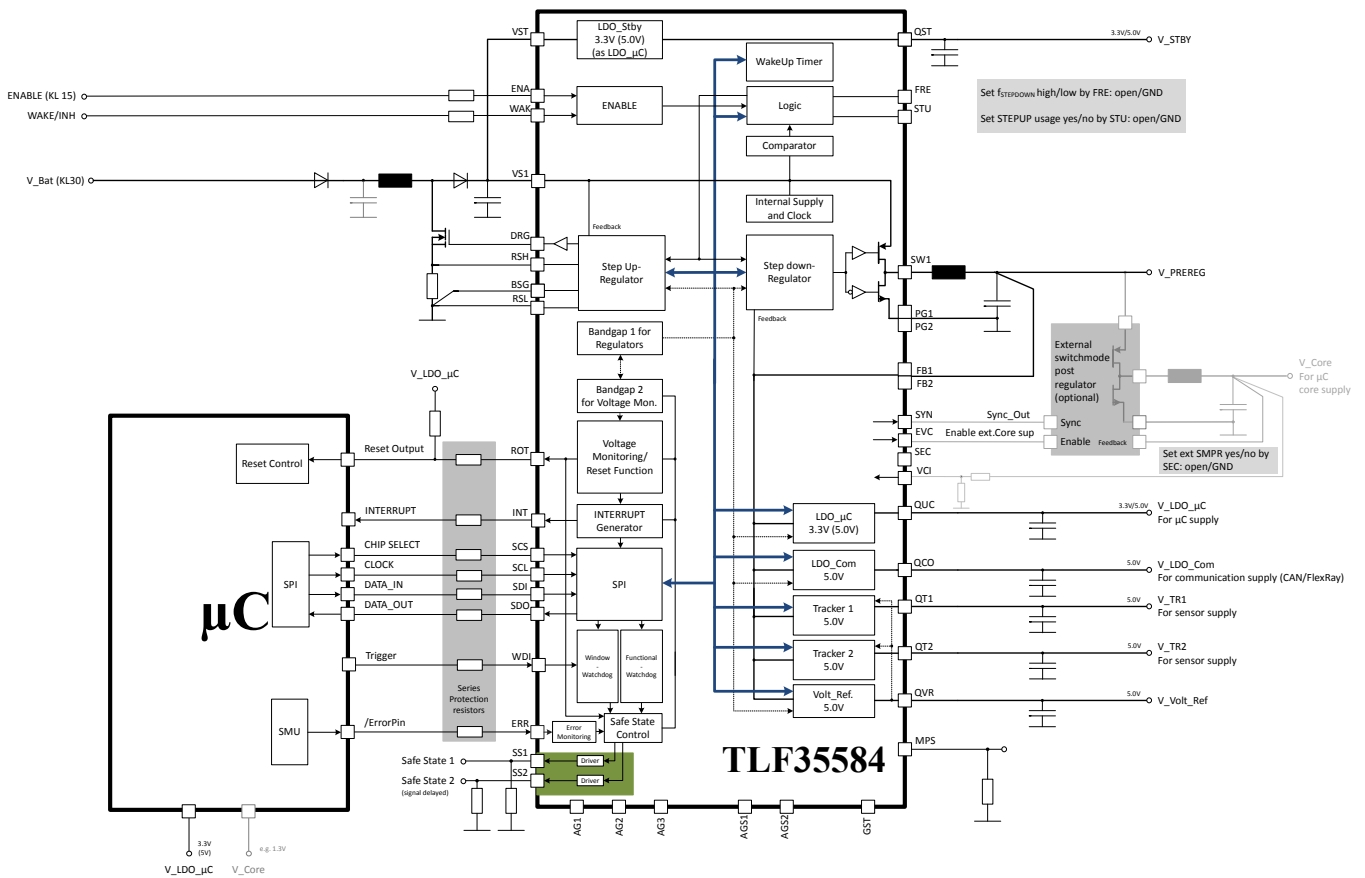 VST
LDO_Stby
3.3V (5.0V)
(as LDO_µC)
QST
3.3V/5.0V
V_STBY
WakeUp Timer
ENABLE (KL 15)
ENA
WAK
WAKE/INH
ENABLE
Logic
FRE
STU
Set fSTEPDOWN high/low by FRE: open/GND
Set STEPUP usage yes/no by STU: open/GND
Comparator
V_Bat (KL30)
VS1
Internal Supply
and Clock
Feedback
DRG
RSH
BSG
RSL
Step Up-
Regulator
Step down-
Regulator
Feedback
SW1
V_PREREG
PG1
PG2
Bandgap 1 for
Regulators
FB1
FB2
External
switchmode
post
regulator
(optional)
V_Core
For µC
core supply
V_LDO_µC
Bandgap 2
for Voltage Mon.
SYN
Sync_Out
Sync
EVC
Enable ext.Core sup
Enable
Feedback
SEC
VCI
Set ext SMPR yes/no by
SEC: open/GND
Reset Control
Reset Output
ROT
Voltage
Monitoring/
Reset Function
INTERRUPT
INT
INTERRUPT
Generator
LDO_µC
3.3V (5.0V)
QUC
3.3V/5.0V
V_LDO_µC
For µC supply
µC
SPI
CHIP SELECT
CLOCK
DATA_IN
DATA_OUT
SCS
SCL
SDI
SDO
SPI
LDO_Com
5.0V
QCO
5.0V
V_LDO_Com
For communication supply (CAN/FlexRay)
Tracker 1
5.0V
QT1
5.0V
V_TR1
For sensor supply
Trigger
WDI
Window
-
Watchdog
Functional
-
Watchdog
Tracker 2
5.0V
QT2
5.0V
V_TR2
For sensor supply
Series
Protection
resistors
Volt_Ref.
5.0V
QVR
5.0V
V_Volt_Ref
SMU
/ErrorPin
ERR
Error
Monitoring
Safe State
Control
MPS
TLF35584
Safe State 1
SS1
Driver
Safe State 2
(signal delayed)
SS2
Driver
AG1
AG2
AG3
AGS1
AGS2
GST
3.3V
(5V)
V_LDO_µC
e.g. 1.3V
V_Core